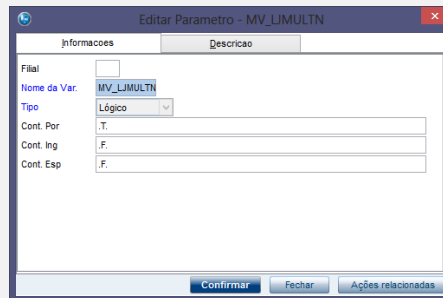 Editar Parametro - MV_LJMULTN
Informacoes
Descricao
Filial
Nome da Var. MV_LJMULTN
Tipo Lógico
Cont. Por .T.
Cont. Ing .F.
Cont. Esp .F.
Confirmar Fechar Ações relacionadas